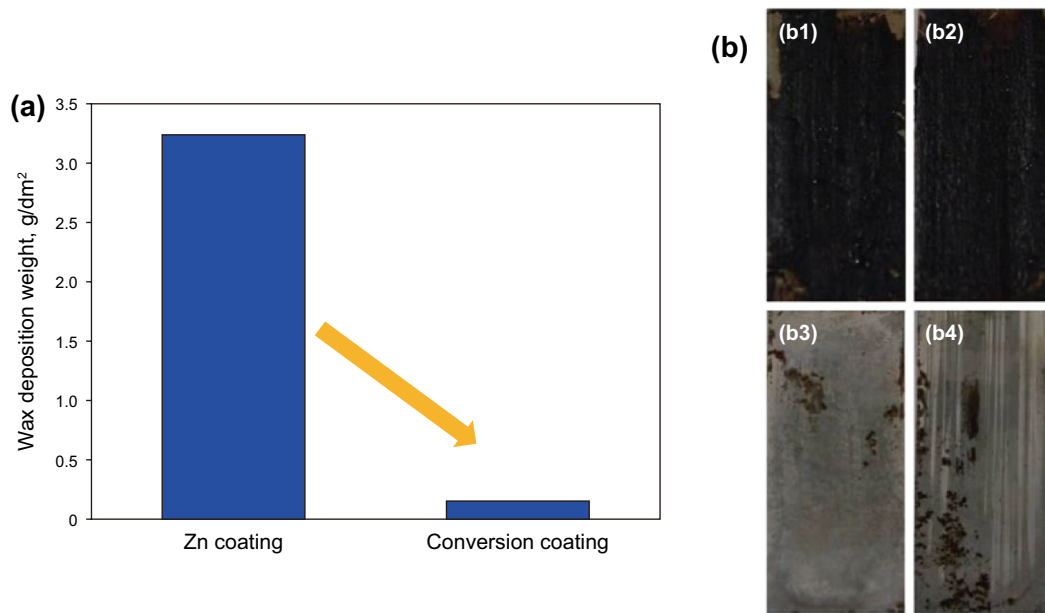 (a)
Wax deposition weight, g/dm²
3.5
3.0
2.5
2.0
1.5
1.0
0.5
0
Zn coating
Conversion coating
(b)
(b1)
(b2)
(b3)
(b4)